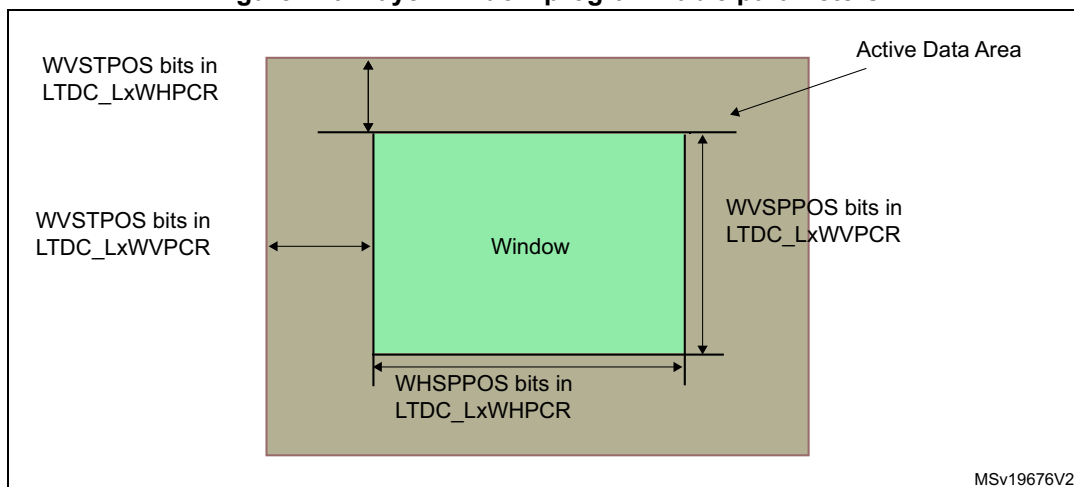 WVSTPOS bits in
LTDC_LxWHPCR
Active Data Area
WVSTPOS bits in
LTDC_LxWVPCR
Window
WVSPPOS bits in
LTDC_LxWVPCR
WHSPPOS bits in
LTDC_LxWHPCR
MSv19676V2